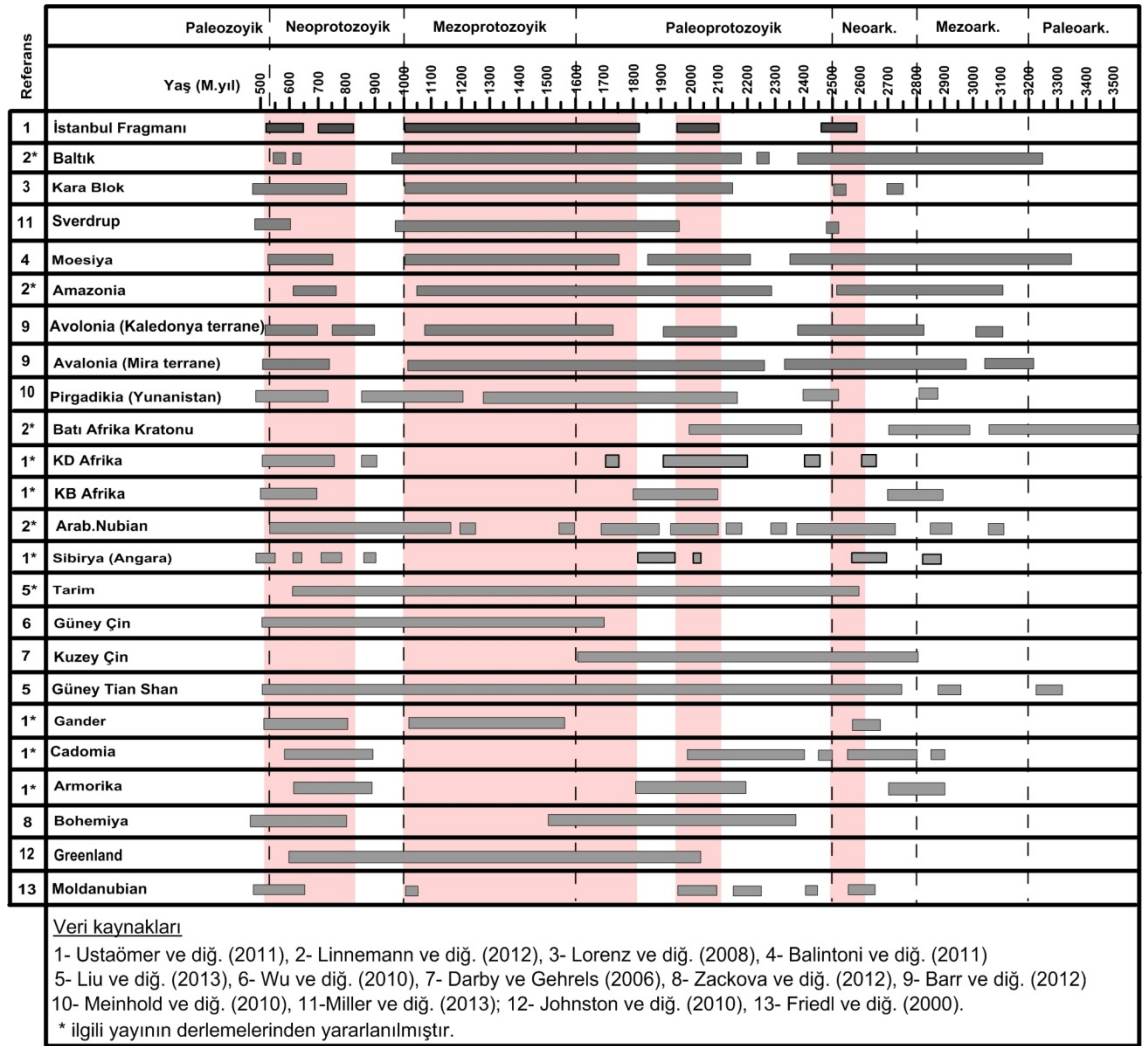 Referans
Paleozoyik Neoprotozoyik Mezoprotozoyik Paleoprotozoyik Neoark. Mezoark. Paleoark.
Yaş (M.yıl) 500 600 700 800 900 1000 1100 1200 1300 1400 1500 1600 1700 1800 1900 2000 2100 2200 2300 2400 2500 2600 2700 2800 2900 3000 3100 3200 3300 3400 3500
1 İstanbul Fragmanı
2* Baltık
3 Kara Blok
11 Sverdrup
4 Moesiya
2* Amazonia
9 Avolonia (Kaledonya terrane)
9 Avalonia (Mira terrane)
10 Pirgadikia (Yunanistan)
2* Batı Afrika Kratonu
1* KD Afrika
1* KB Afrika
2* Arab.Nubian
1* Sibirya (Angara)
5* Tarim
6 Güney Çin
7 Kuzey Çin
5 Güney Tian Shan
1* Gander
1* Cadomia
1* Armorika
8 Bohemiya
12 Greenland
13 Moldanubian
Veri kaynakları
1- Ustaömer ve diğ. (2011), 2- Linnemann ve diğ. (2012), 3- Lorenz ve diğ. (2008), 4- Balintoni ve diğ. (2011)
5- Liu ve diğ. (2013), 6- Wu ve diğ. (2010), 7- Darby ve Gehrels (2006), 8- Zackova ve diğ. (2012), 9- Barr ve diğ. (2012)
10- Meinhold ve diğ. (2010), 11-Miller ve diğ. (2013); 12- Johnston ve diğ. (2010), 13- Friedl ve diğ. (2000).
* ilgili yayının derlemelerinden yararlanılmıştır.